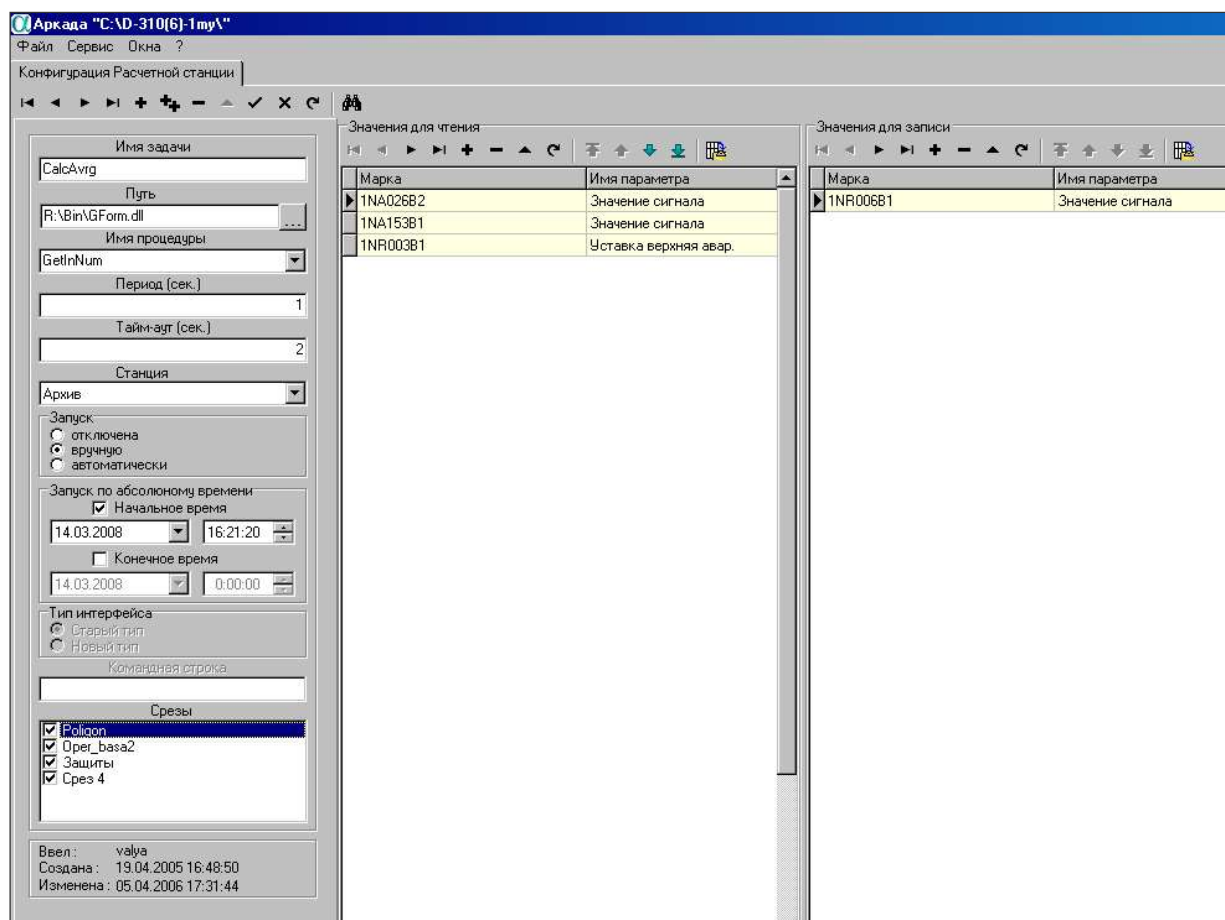 Аркада "C:\D-310(6)-1my\"
Файл Сервис Окна ?
Конфигурация Расчетной станции
Имя задачи
CalcAvrg
Путь
R:\Bin\GForm.dll
...
Имя процедуры
GetInNum
Период (сек.)
1
Тайм-аут (сек.)
2
Станция
Архив
Запуск
отключена
вручную
автоматически
Запуск по абсолюному времени
Начальное время
14.03.2008 16:21:20
Конечное время
14.03.2008 0:00:00
Тип интерфейса
Старый тип
Новый тип
Командная строка
Срезы
Poligon
Oper_basa2
Защиты
Срез 4
Ввел: valya
Создана: 19.04.2005 16:48:50
Изменена: 05.04.2006 17:31:44
Значения для чтения
Марка Имя параметра
1NA026B2 Значение сигнала
1NA153B1 Значение сигнала
1NR003B1 Уставка верхняя авар.
Значения для записи
Марка Имя параметра
1NR006B1 Значение сигнала